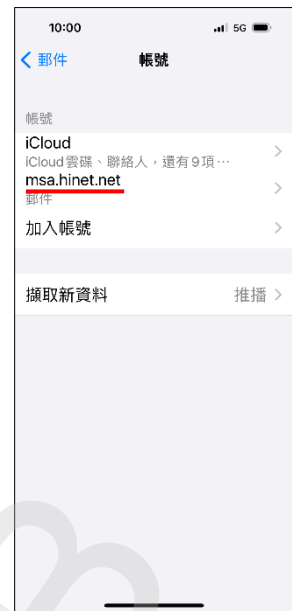 10:00 5G
郵件 帳號
帳號
iCloud
iCloud 雲碟、聯絡人，還有9項…
msa.hinet.net
郵件
加入帳號
擷取新資料 推播